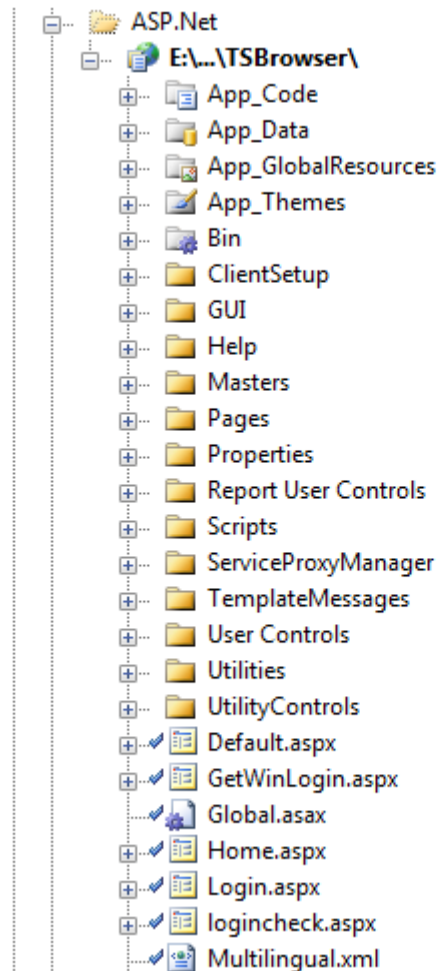 ASP.Net
E:\...\TSBrowser\
App_Code
App_Data
App_GlobalResources
App_Themes
Bin
ClientSetup
GUI
Help
Masters
Pages
Properties
Report User Controls
Scripts
ServiceProxyManager
TemplateMessages
User Controls
Utilities
UtilityControls
Default.aspx
GetWinLogin.aspx
Global.asax
Home.aspx
Login.aspx
logincheck.aspx
Multilingual.xml